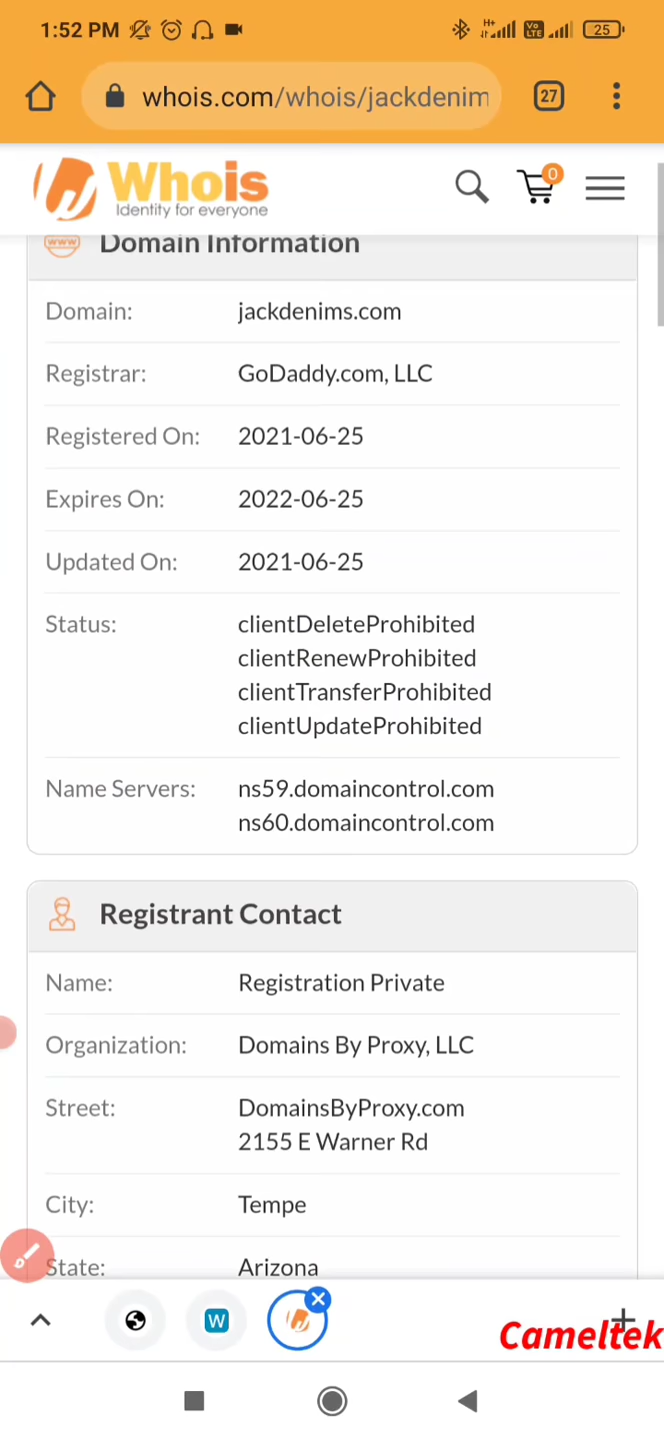 1:52 PM
H+
Vo
LTE
25
whois.com/whois/jackdenim
27
Whois
Identity for everyone
0
www
Domain Information
Domain: jackdenims.com
Registrar: GoDaddy.com, LLC
Registered On: 2021-06-25
Expires On: 2022-06-25
Updated On: 2021-06-25
Status: clientDeleteProhibited
clientRenewProhibited
clientTransferProhibited
clientUpdateProhibited
Name Servers: ns59.domaincontrol.com
ns60.domaincontrol.com
Registrant Contact
Name: Registration Private
Organization: Domains By Proxy, LLC
Street: DomainsByProxy.com
2155 E Warner Rd
City: Tempe
State: Arizona
W
Cameltek